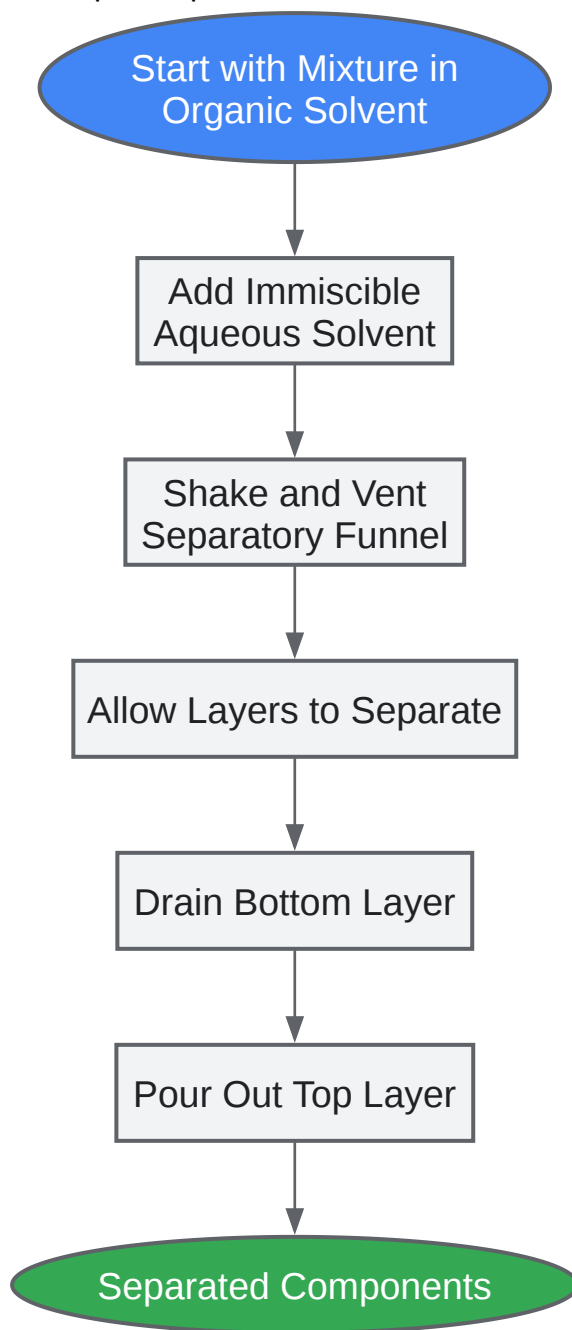 Start with Mixture in
Organic Solvent
Add Immiscible
Aqueous Solvent
Shake and Vent
Separatory Funnel
Allow Layers to Separate
Drain Bottom Layer
Pour Out Top Layer
Separated Components